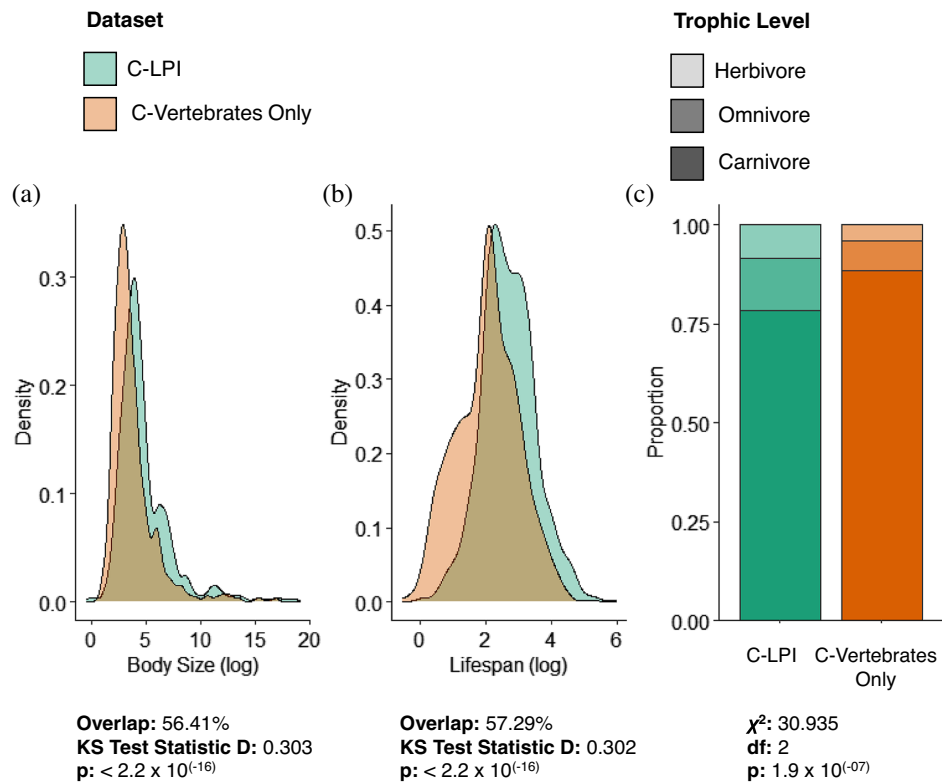 Dataset
C-LPI
C-Vertebrates Only
Trophic Level
Herbivore
Omnivore
Carnivore
(a)
0.3
0.2
0.1
0.0
Density
0 5 10 15 20
Body Size (log)
Overlap: 56.41%
KS Test Statistic D: 0.303
p: < 2.2 x 10(-16)
(b)
0.5
0.4
0.3
0.2
0.1
0.0
Density
0 2 4 6
Lifespan (log)
Overlap: 57.29%
KS Test Statistic D: 0.302
p: < 2.2 x 10(-16)
(c)
1.00
0.75
0.50
0.25
0.00
Proportion
C-LPI
C-Vertebrates
Only
χ²: 30.935
df: 2
p: 1.9 x 10(-07)